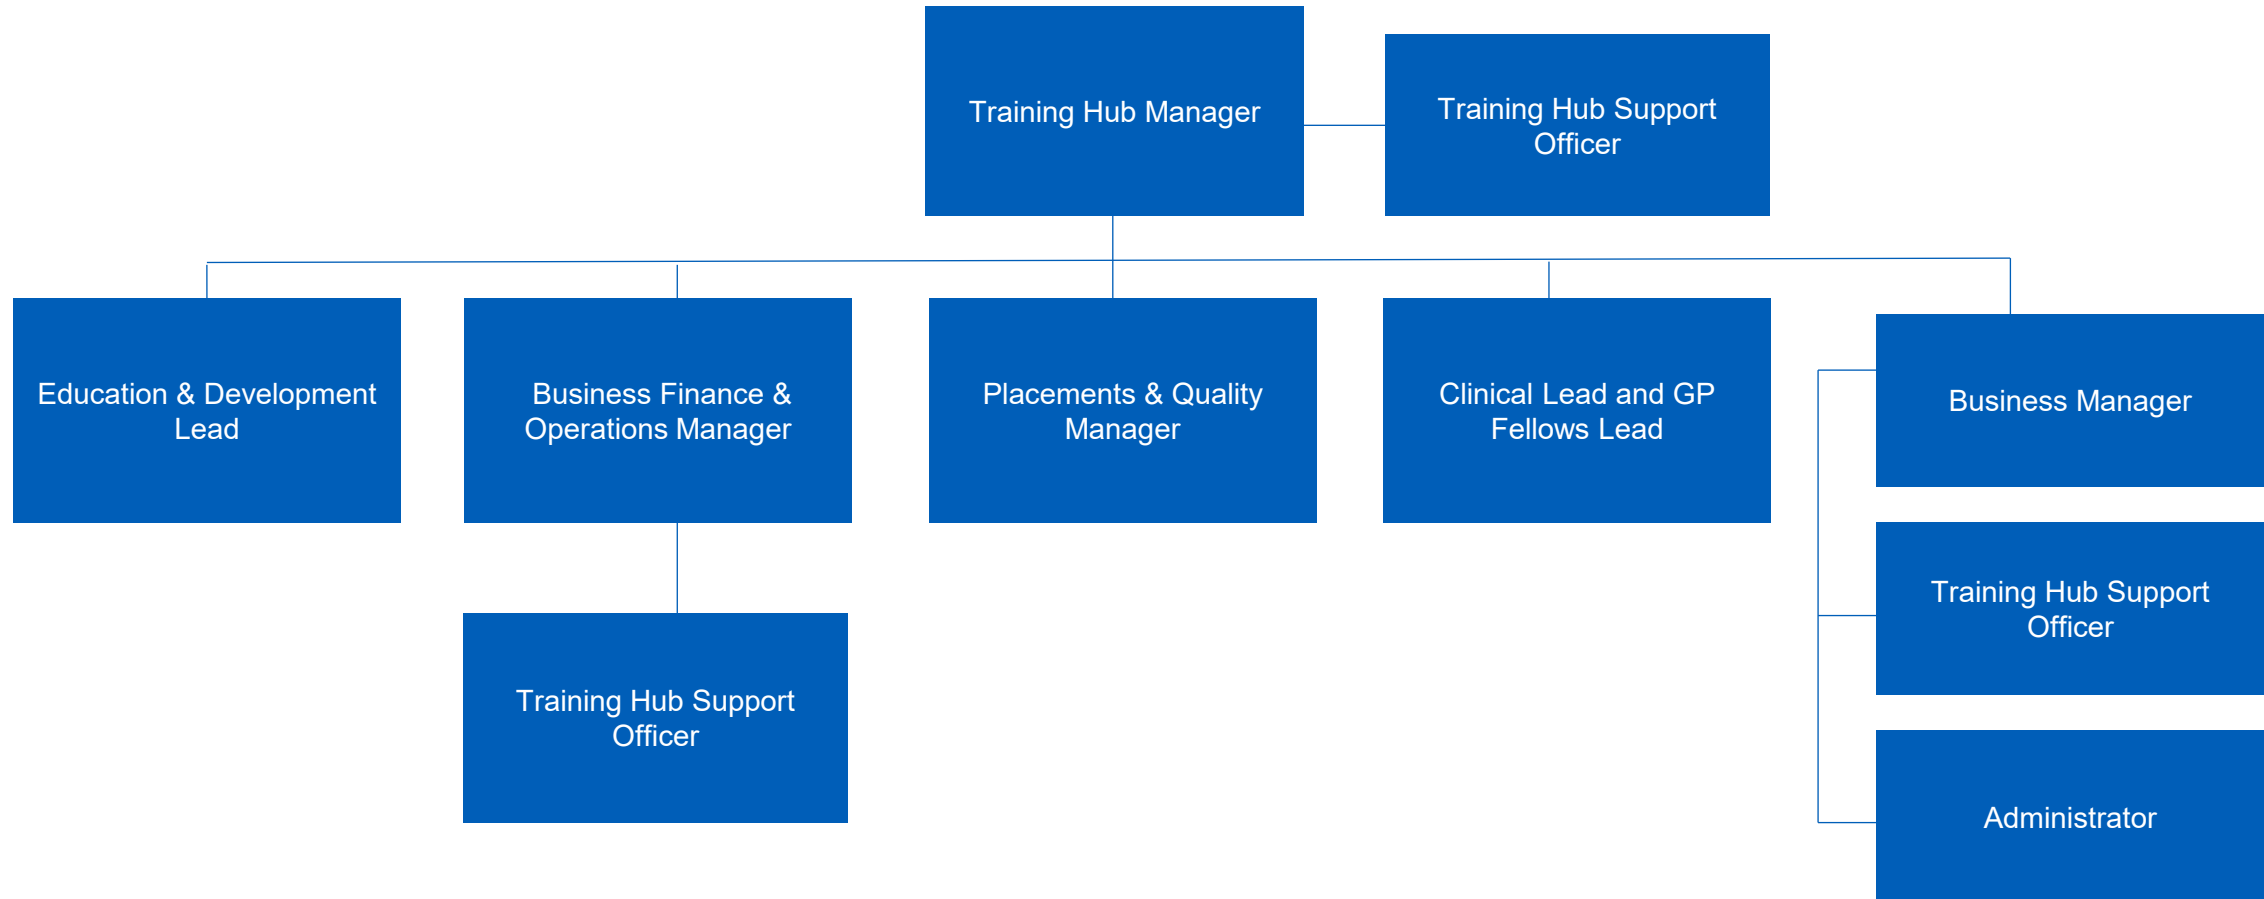 Training Hub Manager
Training Hub Support
Officer
Education & Development
Lead
Business Finance &
Operations Manager
Placements & Quality
Manager
Clinical Lead and GP
Fellows Lead
Business Manager
Training Hub Support
Officer
Training Hub Support
Officer
Administrator